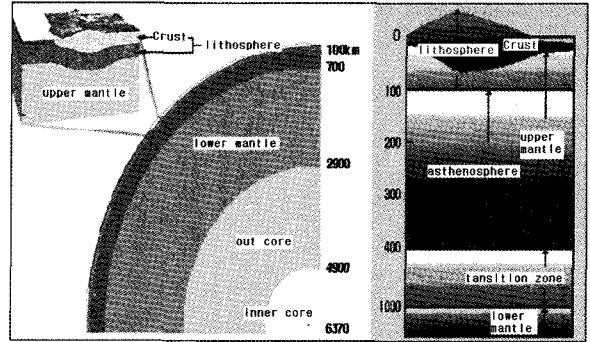 Crust
lithosphere
upper mantle
100km
700
lower mantle
2900
out core
4900
inner core
6370
0
lithosphere
Crust
100
200
upper
mantle
asthenosphere
300
400
tansition zone
1000
lower
mantle